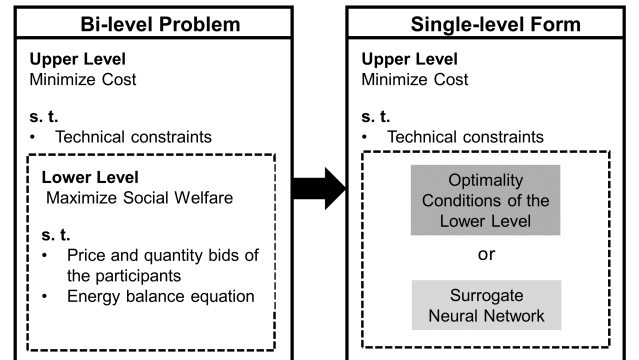 Bi-level Problem
Upper Level
Minimize Cost
s. t.
• Technical constraints
Lower Level
Maximize Social Welfare
s. t.
• Price and quantity bids of
the participants
• Energy balance equation
Single-level Form
Upper Level
Minimize Cost
s. t.
• Technical constraints
Optimality
Conditions of the
Lower Level
or
Surrogate
Neural Network